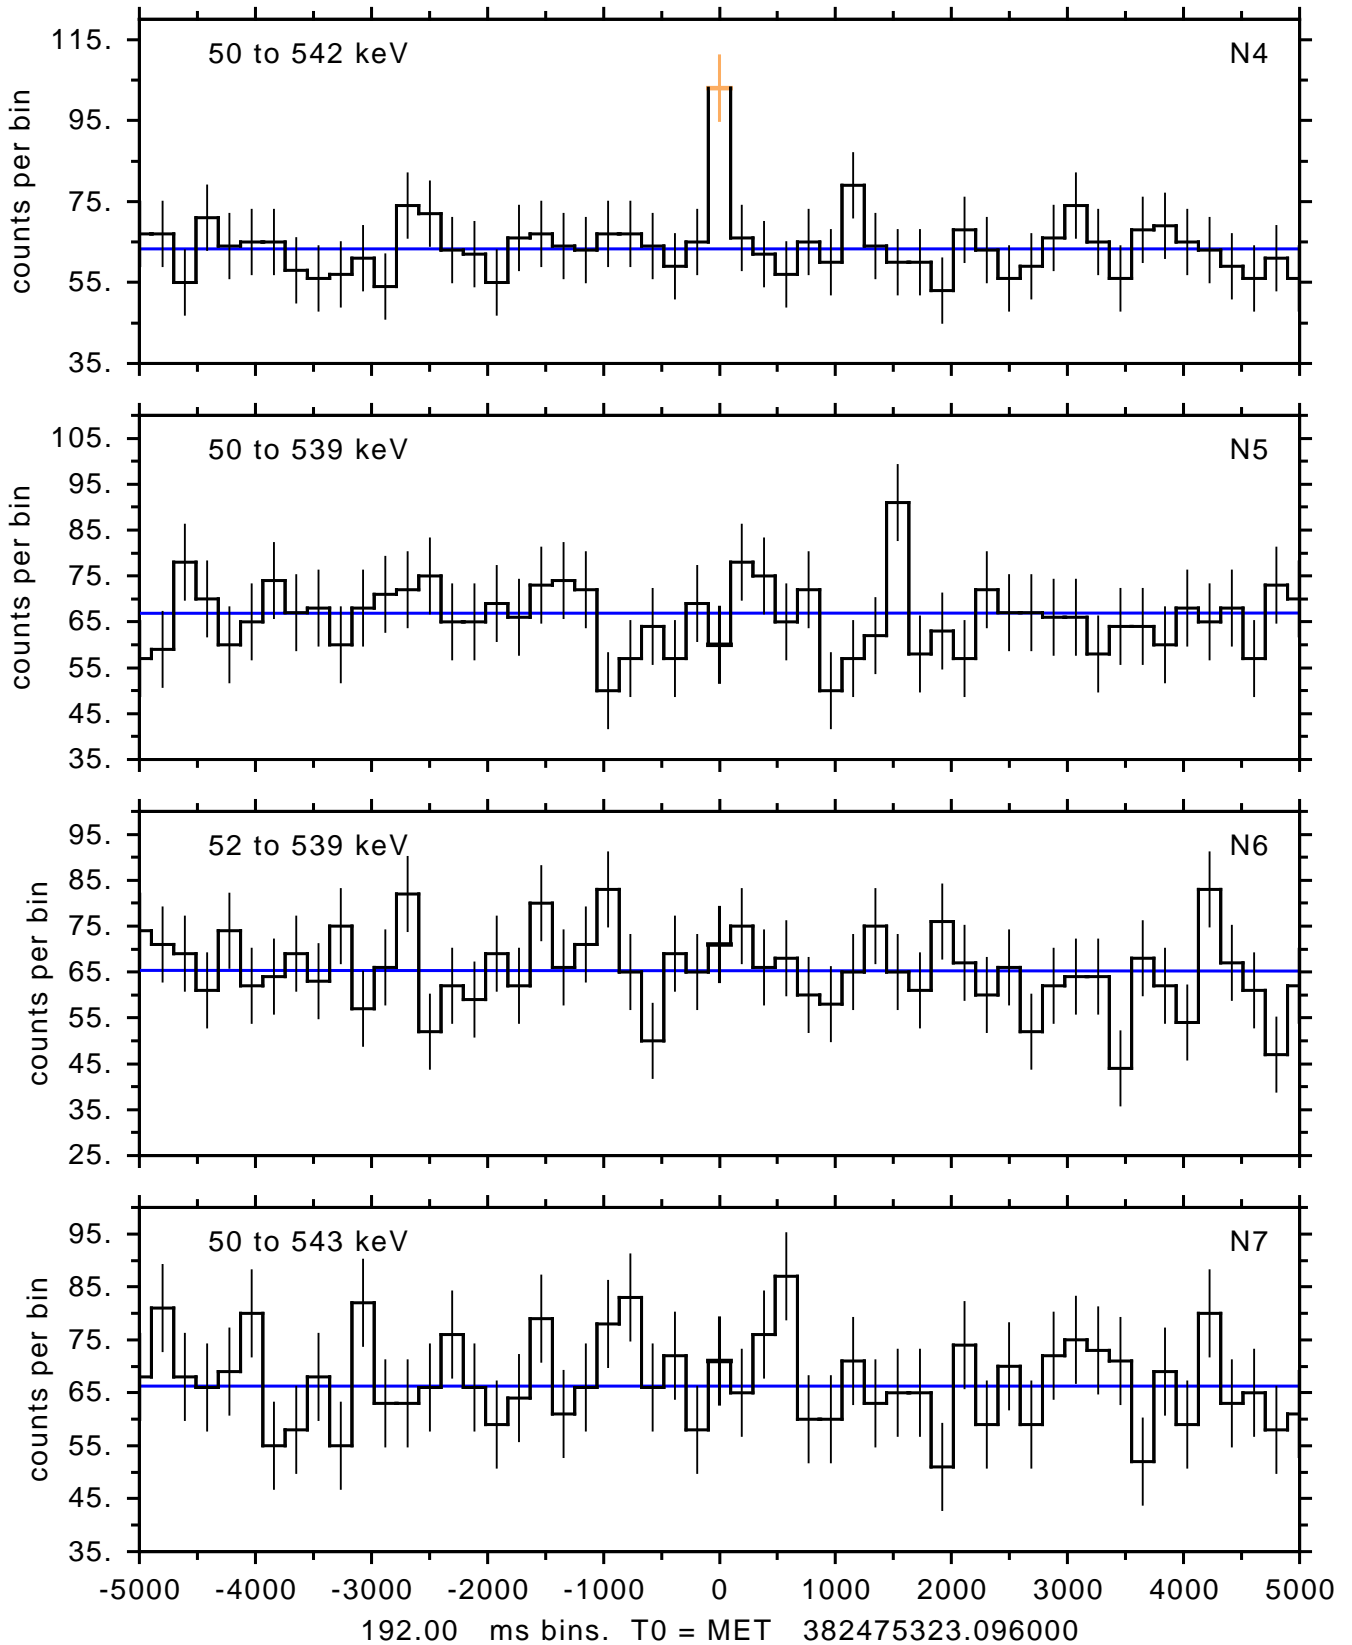 50 to 542 keV N4
115.
95.
75.
55.
35.
counts per bin
50 to 539 keV N5
105.
95.
85.
75.
65.
55.
45.
35.
counts per bin
52 to 539 keV N6
95.
85.
75.
65.
55.
45.
35.
25.
counts per bin
50 to 543 keV N7
95.
85.
75.
65.
55.
45.
35.
counts per bin
-5000 -4000 -3000 -2000 -1000 0 1000 2000 3000 4000 5000
192.00 ms bins. T0 = MET 382475323.096000